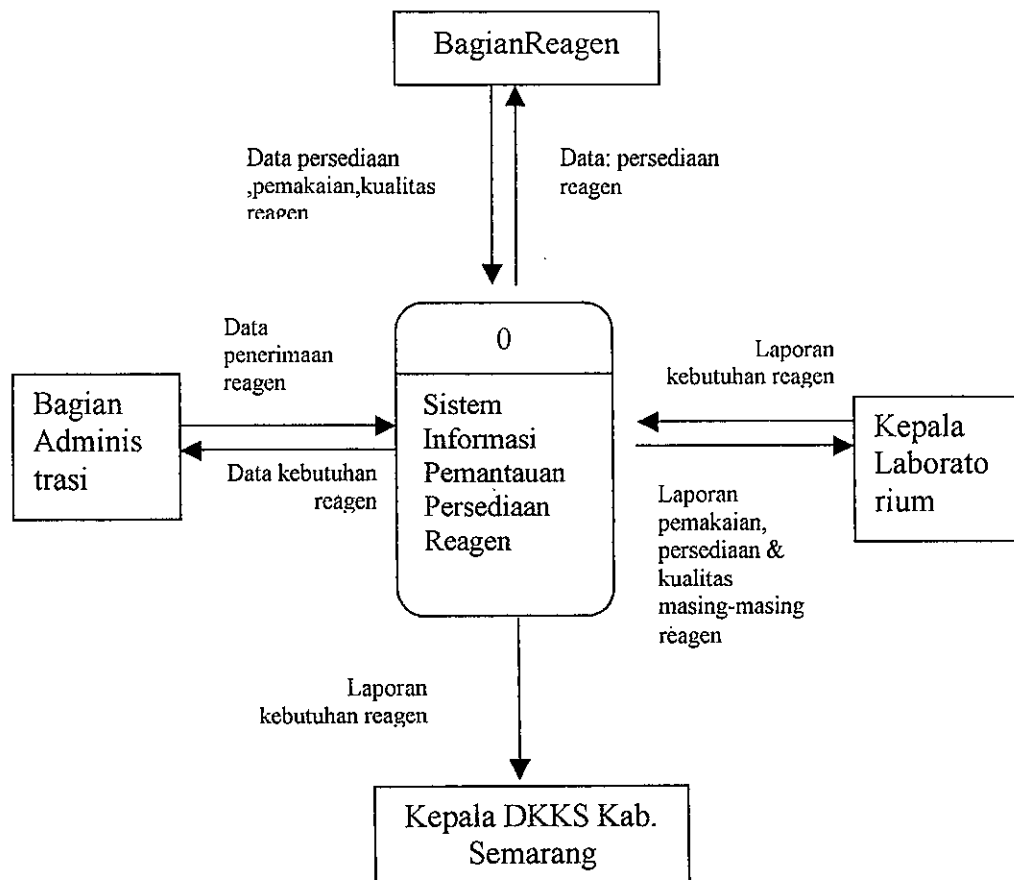 BagianReagen
Data persediaan
,pemakaian,kualitas
reagen
Data: persediaan
reagen
Data
penerimaan
reagen
Bagian
Adminis
trasi
Data kebutuhan
reagen
0
Sistem
Informasi
Pemantauan
Persediaan
Reagen
Laporan
kebutuhan reagen
Kepala
Laborato
rium
Laporan
pemakaian,
persediaan &
kualitas
masing-masing
reagen
Laporan
kebutuhan reagen
Kepala DKKS Kab.
Semarang